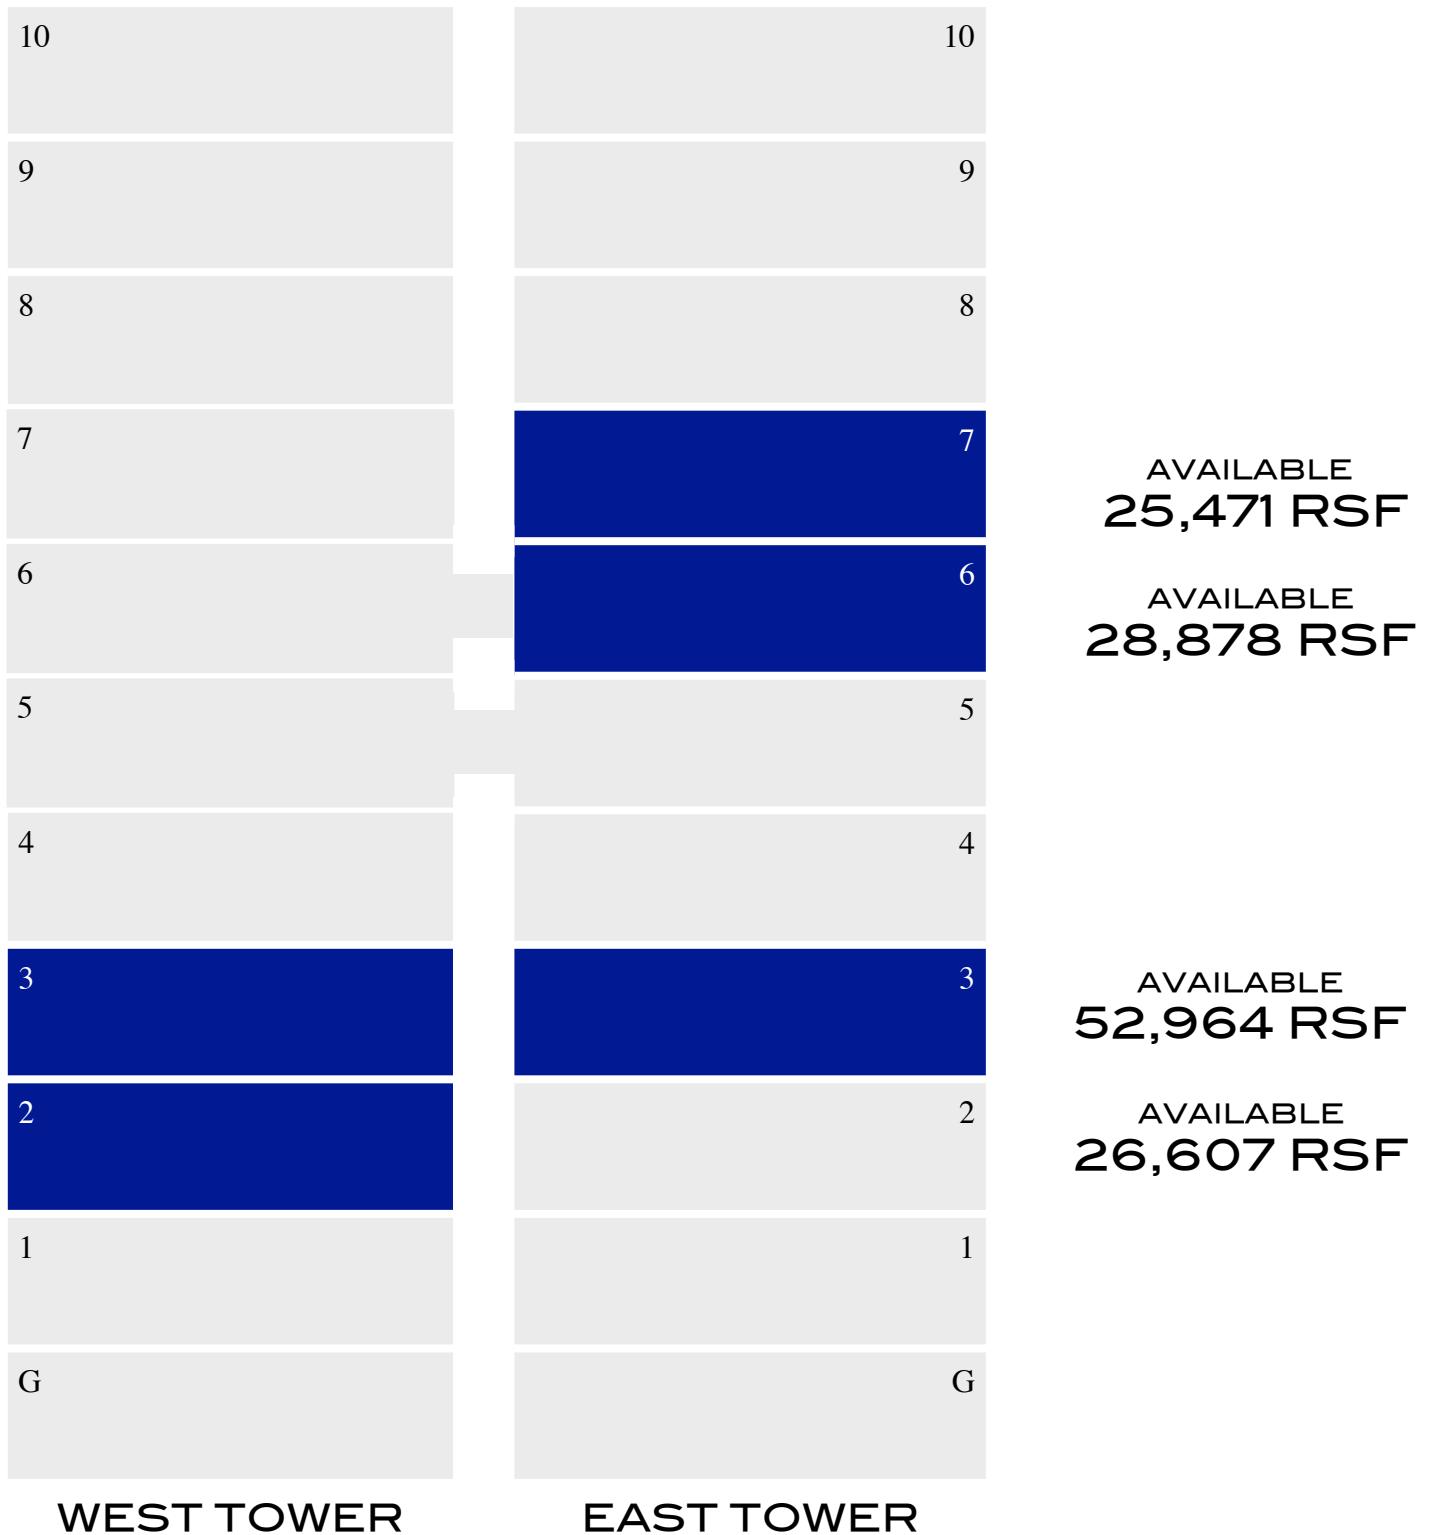 10 10
9 9
8 8
7 7
AVAILABLE
25,471 RSF
6 6
AVAILABLE
28,878 RSF
5 5
4 4
3 3
AVAILABLE
52,964 RSF
2 2
AVAILABLE
26,607 RSF
1 1
G G
WEST TOWER EAST TOWER